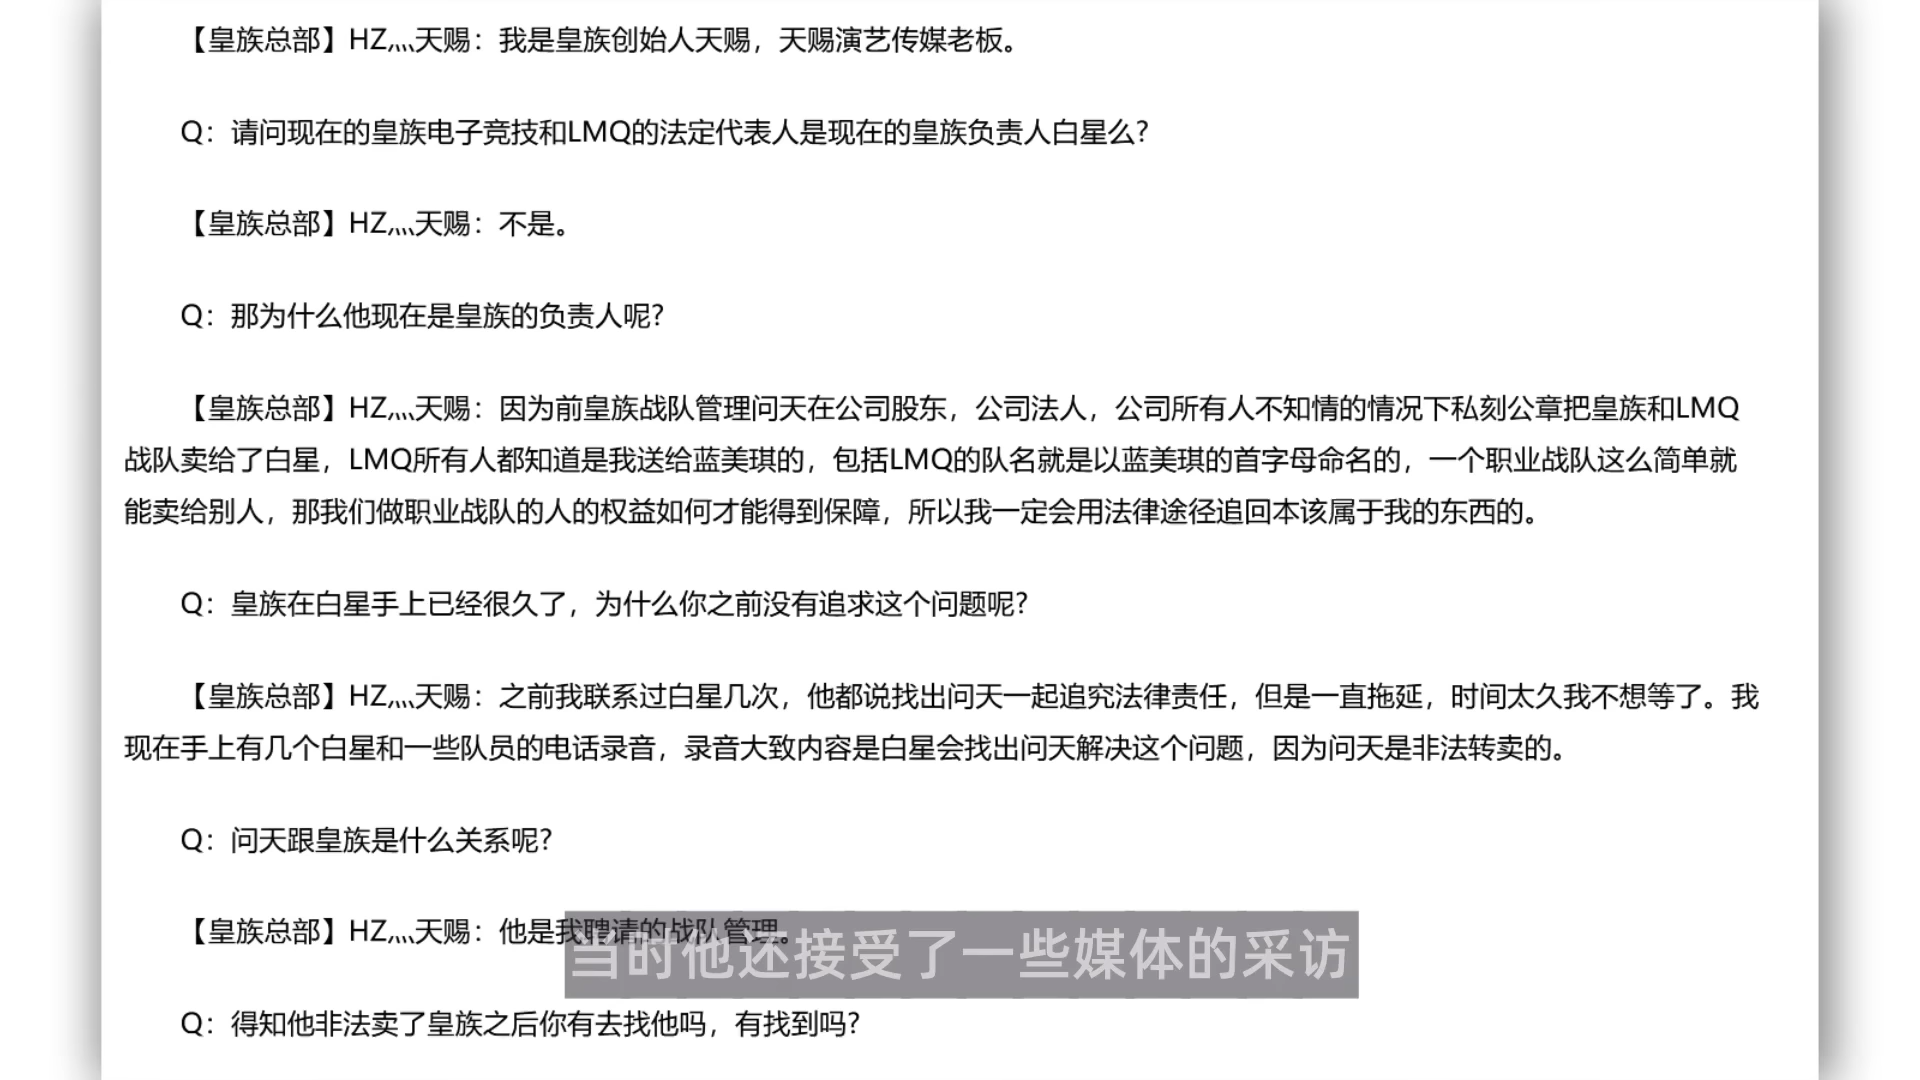 【皇族总部】HZ灬天赐：我是皇族创始人天赐，天赐演艺传媒老板。
Q：请问现在的皇族电子竞技和LMQ的法定代表人是现在的皇族负责人白星么?
【皇族总部】HZ灬天赐：不是。
Q：那为什么他现在是皇族的负责人呢?
【皇族总部】HZ灬天赐：因为前皇族战队管理问天在公司股东，公司法人，公司所有人不知情的情况下私刻公章把皇族和LMQ
战队卖给了白星，LMQ所有人都知道是我送给蓝美琪的，包括LMQ的队名就是以蓝美琪的首字母命名的，一个职业战队这么简单就
能卖给别人，那我们做职业战队的人的权益如何才能得到保障，所以我一定会用法律途径追回本该属于我的东西的。
Q：皇族在白星手上已经很久了，为什么你之前没有追求这个问题呢?
【皇族总部】HZ灬天赐：之前我联系过白星几次，他都说找出问天一起追究法律责任，但是一直拖延，时间太久我不想等了。我
现在手上有几个白星和一些队员的电话录音，录音大致内容是白星会找出问天解决这个问题，因为问天是非法转卖的。
Q：问天跟皇族是什么关系呢?
【皇族总部】HZ灬天赐：他是我聘请的战队管理。
当时他还接受了一些媒体的采访
Q：得知他非法卖了皇族之后你有去找他吗，有找到吗?